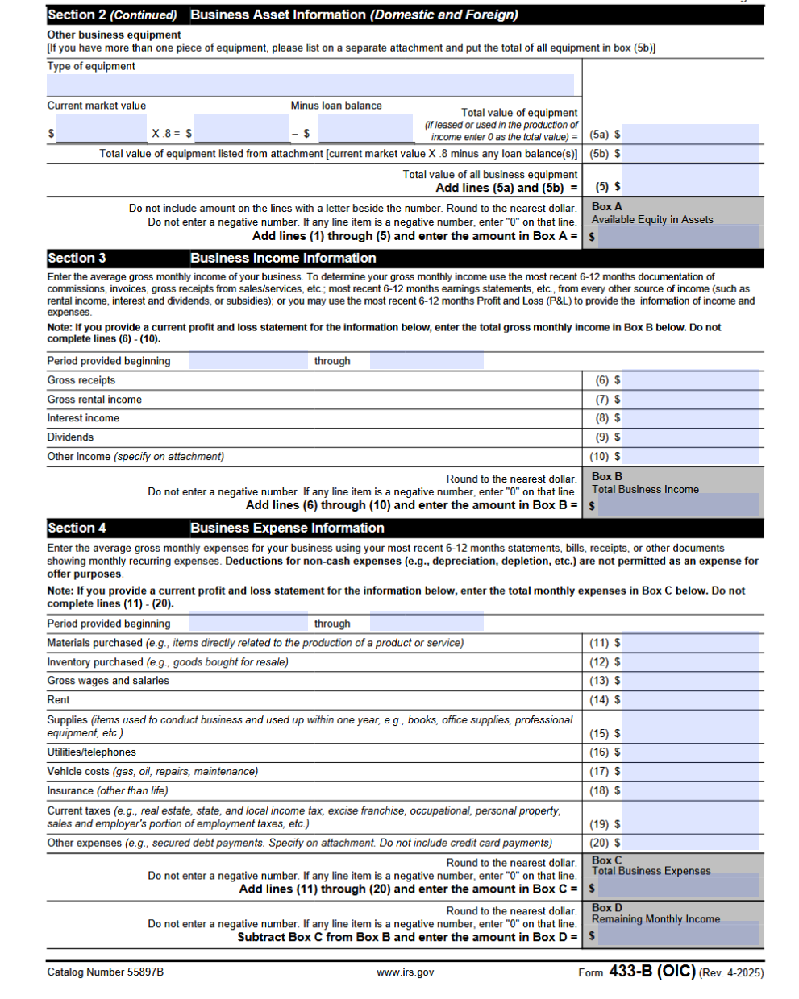 Section 2 (Continued) Business Asset Information (Domestic and Foreign)
Other business equipment
[If you have more than one piece of equipment, please list on a separate attachment and put the total of all equipment in box (5b)]
Type of equipment
Current market value Minus loan balance
$ X .8 = $ – $
Total value of equipment
(if leased or used in the production of
income enter 0 as the total value) = (5a) $
Total value of equipment listed from attachment [current market value X .8 minus any loan balance(s)] (5b) $
Total value of all business equipment
Add lines (5a) and (5b) = (5) $
Do not include amount on the lines with a letter beside the number. Round to the nearest dollar.
Do not enter a negative number. If any line item is a negative number, enter "0" on that line.
Add lines (1) through (5) and enter the amount in Box A =
Box A
Available Equity in Assets
$
Section 3 Business Income Information
Enter the average gross monthly income of your business. To determine your gross monthly income use the most recent 6-12 months documentation of
commissions, invoices, gross receipts from sales/services, etc.; most recent 6-12 months earnings statements, etc., from every other source of income (such as
rental income, interest and dividends, or subsidies); or you may use the most recent 6-12 months Profit and Loss (P&L) to provide the information of income and
expenses.
Note: If you provide a current profit and loss statement for the information below, enter the total gross monthly income in Box B below. Do not
complete lines (6) - (10).
Period provided beginning through
Gross receipts (6) $
Gross rental income (7) $
Interest income (8) $
Dividends (9) $
Other income (specify on attachment) (10) $
Round to the nearest dollar.
Do not enter a negative number. If any line item is a negative number, enter "0" on that line.
Add lines (6) through (10) and enter the amount in Box B =
Box B
Total Business Income
$
Section 4 Business Expense Information
Enter the average gross monthly expenses for your business using your most recent 6-12 months statements, bills, receipts, or other documents
showing monthly recurring expenses. Deductions for non-cash expenses (e.g., depreciation, depletion, etc.) are not permitted as an expense for
offer purposes.
Note: If you provide a current profit and loss statement for the information below, enter the total monthly expenses in Box C below. Do not
complete lines (11) - (20).
Period provided beginning through
Materials purchased (e.g., items directly related to the production of a product or service) (11) $
Inventory purchased (e.g., goods bought for resale) (12) $
Gross wages and salaries (13) $
Rent (14) $
Supplies (items used to conduct business and used up within one year, e.g., books, office supplies, professional
equipment, etc.) (15) $
Utilities/telephones (16) $
Vehicle costs (gas, oil, repairs, maintenance) (17) $
Insurance (other than life) (18) $
Current taxes (e.g., real estate, state, and local income tax, excise franchise, occupational, personal property,
sales and employer's portion of employment taxes, etc.) (19) $
Other expenses (e.g., secured debt payments. Specify on attachment. Do not include credit card payments) (20) $
Round to the nearest dollar.
Do not enter a negative number. If any line item is a negative number, enter "0" on that line.
Add lines (11) through (20) and enter the amount in Box C =
Box C
Total Business Expenses
$
Round to the nearest dollar.
Do not enter a negative number. If any line item is a negative number, enter "0" on that line.
Subtract Box C from Box B and enter the amount in Box D =
Box D
Remaining Monthly Income
$
Catalog Number 55897B www.irs.gov Form 433-B (OIC) (Rev. 4-2025)